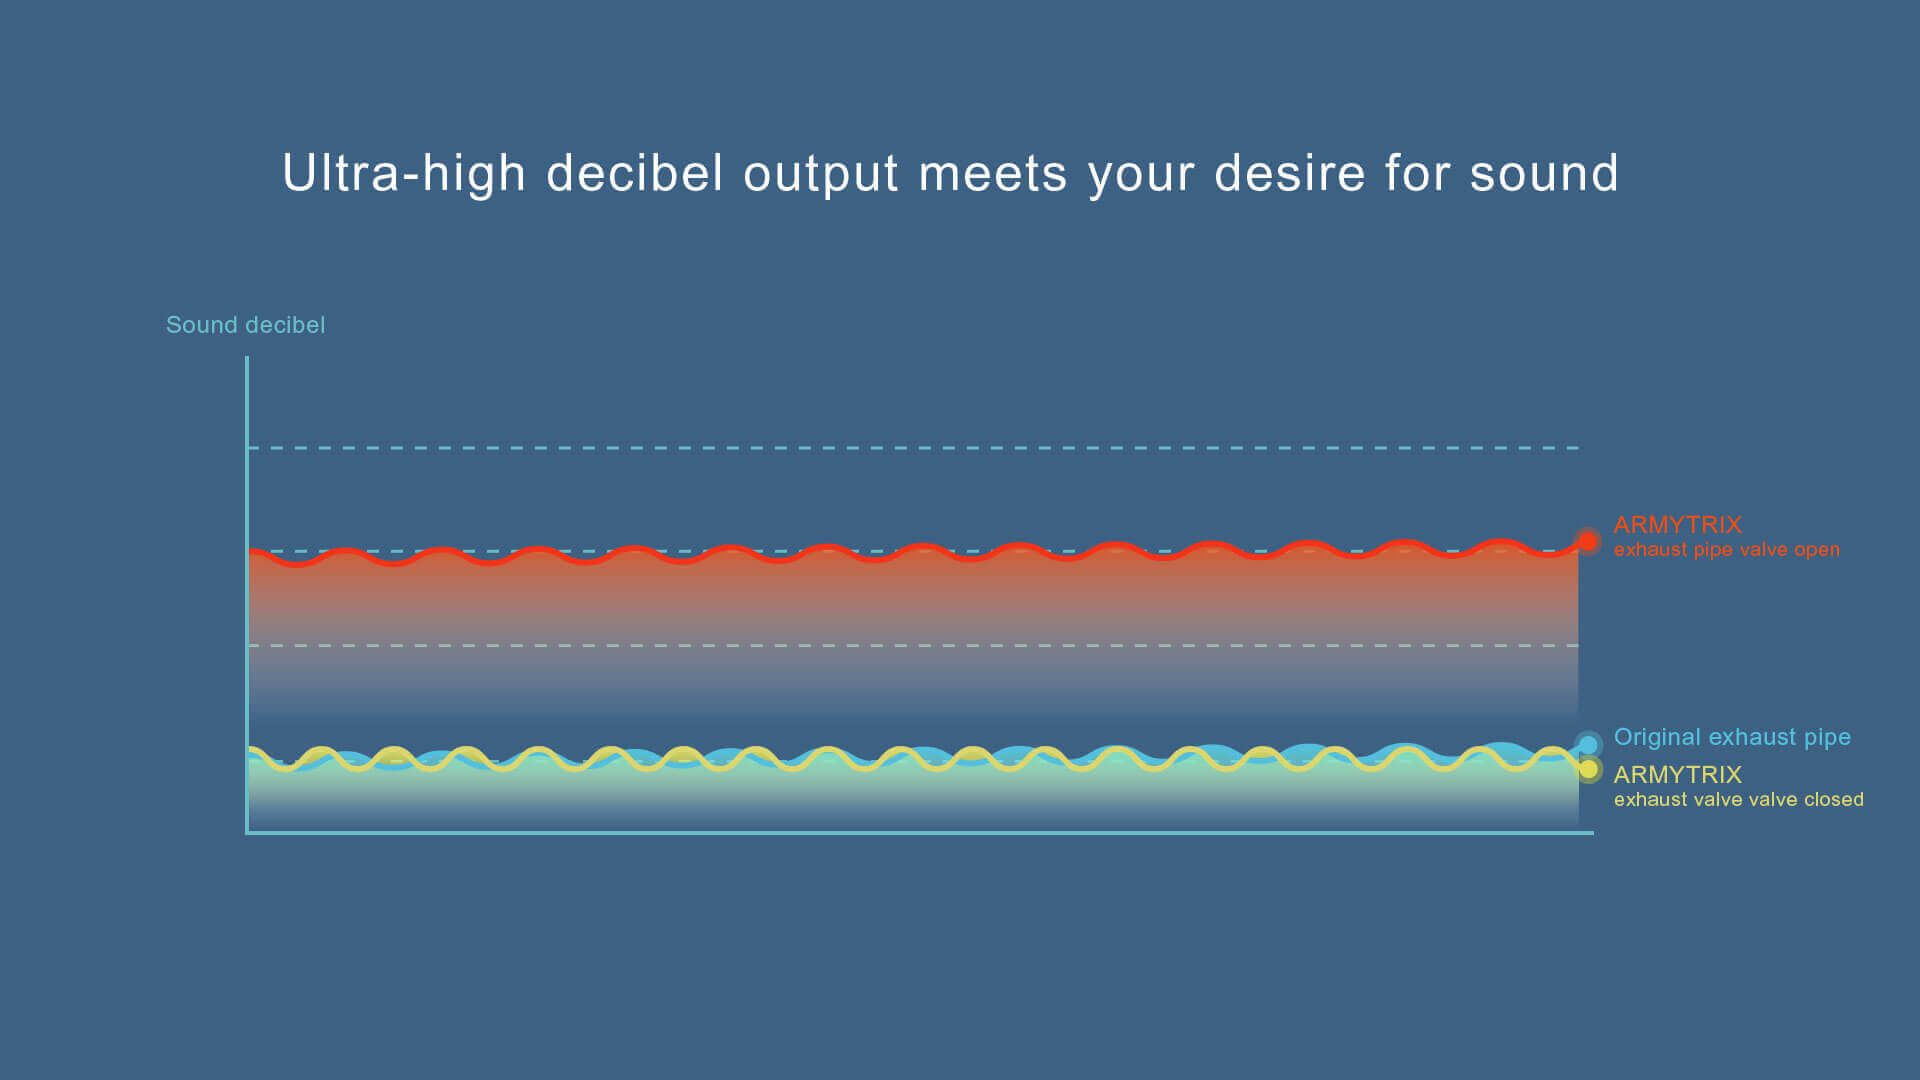 Ultra-high decibel output meets your desire for sound
Sound decibel
ARMYTRIX
exhaust pipe valve open
Original exhaust pipe
ARMYTRIX
exhaust valve valve closed